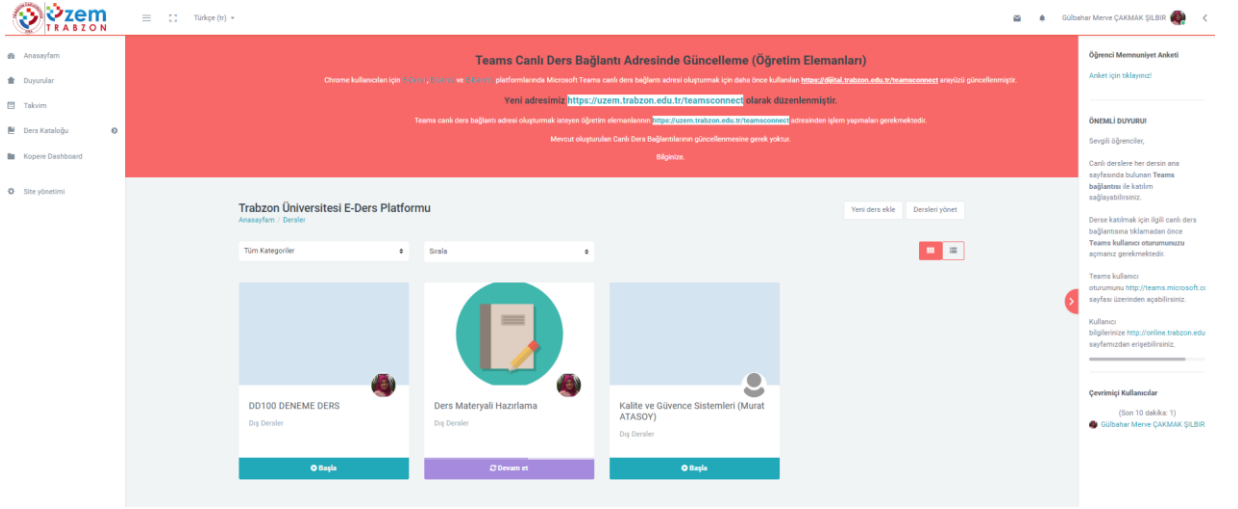 Uzem
TRABZON
Türkçe (tr)
Gülbahar Merve ÇAKMAK ŞILBIR
Anasayfam
Duyurular
Takvim
Ders Kataloğu
Kopere Dashboard
Site yönetimi
Teams Canlı Ders Bağlantı Adresinde Güncelleme (Öğretim Elemanları)
Chrome kullanıcıları için ve platformlarında Microsoft Teams canlı ders bağlantı adresi oluşturmak için daha önce kullanılan https://dijital.trabzon.edu.tr/teamsconnect arayüzü güncellenmiştir.
Yeni adresimiz https://uzem.trabzon.edu.tr/teamsconnect olarak düzenlenmiştir.
Teams canlı ders bağlantı adresi oluşturmak isteyen öğretim elemanlarının https://uzem.trabzon.edu.tr/teamsconnect adresinden işlem yapmaları gerekmektedir.
Mevcut oluşturulan Canlı Ders Bağlantılarının güncellenmesine gerek yoktur.
Bilginize.
Trabzon Üniversitesi E-Ders Platformu
Anasayfam / Dersler
Yeni ders ekle
Dersleri yönet
Tüm Kategoriler
Sırala
DD100 DENEME DERS
Dış Dersler
Başla
Ders Materyali Hazırlama
Dış Dersler
Devam et
Kalite ve Güvence Sistemleri (Murat
ATASOY)
Dış Dersler
Başla
Öğrenci Memnuniyet Anketi
Anket için tıklayınız!
ÖNEMLİ DUYURU!
Sevgili öğrenciler,
Canlı derslere her dersin ana
sayfasında bulunan Teams
bağlantısı ile katılım
sağlayabilirsiniz.
Derse katılmak için ilgili canlı ders
bağlantısına tıklamadan önce
Teams kullanıcı oturumunuzu
açmanız gerekmektedir.
Teams kullanıcı
oturumunu http://teams.microsoft.co
sayfası üzerinden açabilirsiniz.
Kullanıcı
bilgilerinize http://online.trabzon.edu
sayfamızdan erişebilirsiniz.
Çevrimiçi Kullanıcılar
(Son 10 dakika: 1)
Gülbahar Merve ÇAKMAK ŞILBIR